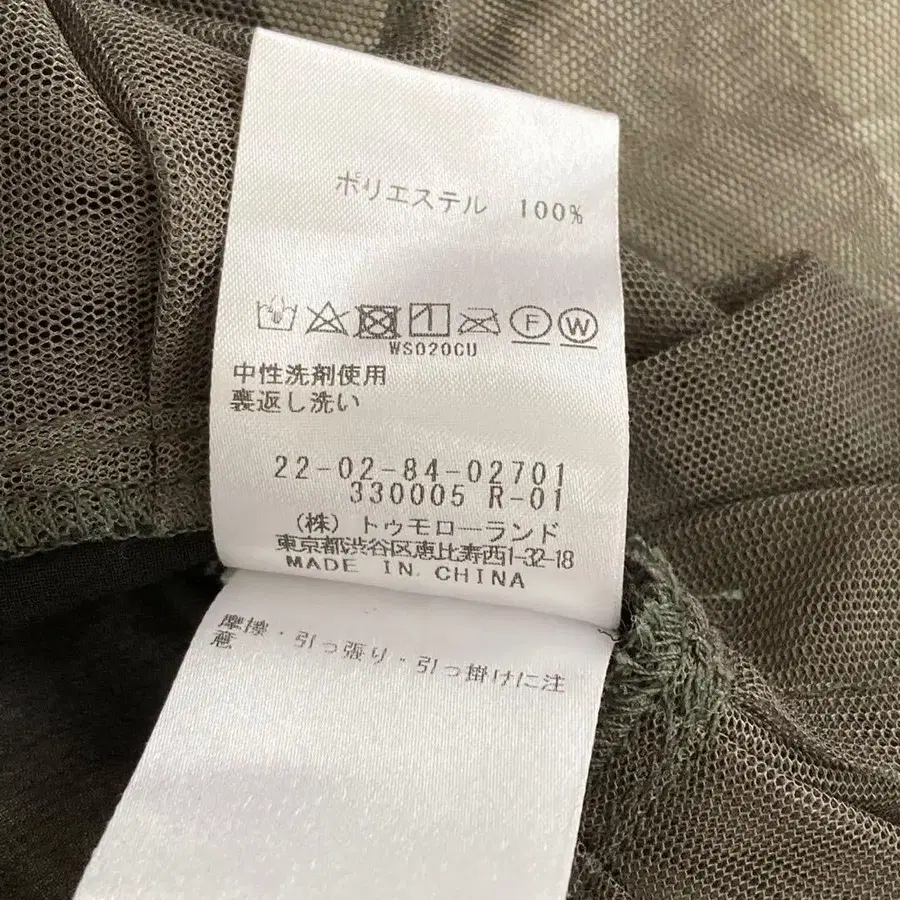 ポリエステル 100%
1 F W
WS020CU
中性洗剤使用
裏返し洗い
22-02-84-02701
330005 R-01
(株) トゥモローランド
東京都渋谷区恵比寿西1-32-18
MADE IN CHINA
摩擦・引っ張り・引っ掛けに注
意